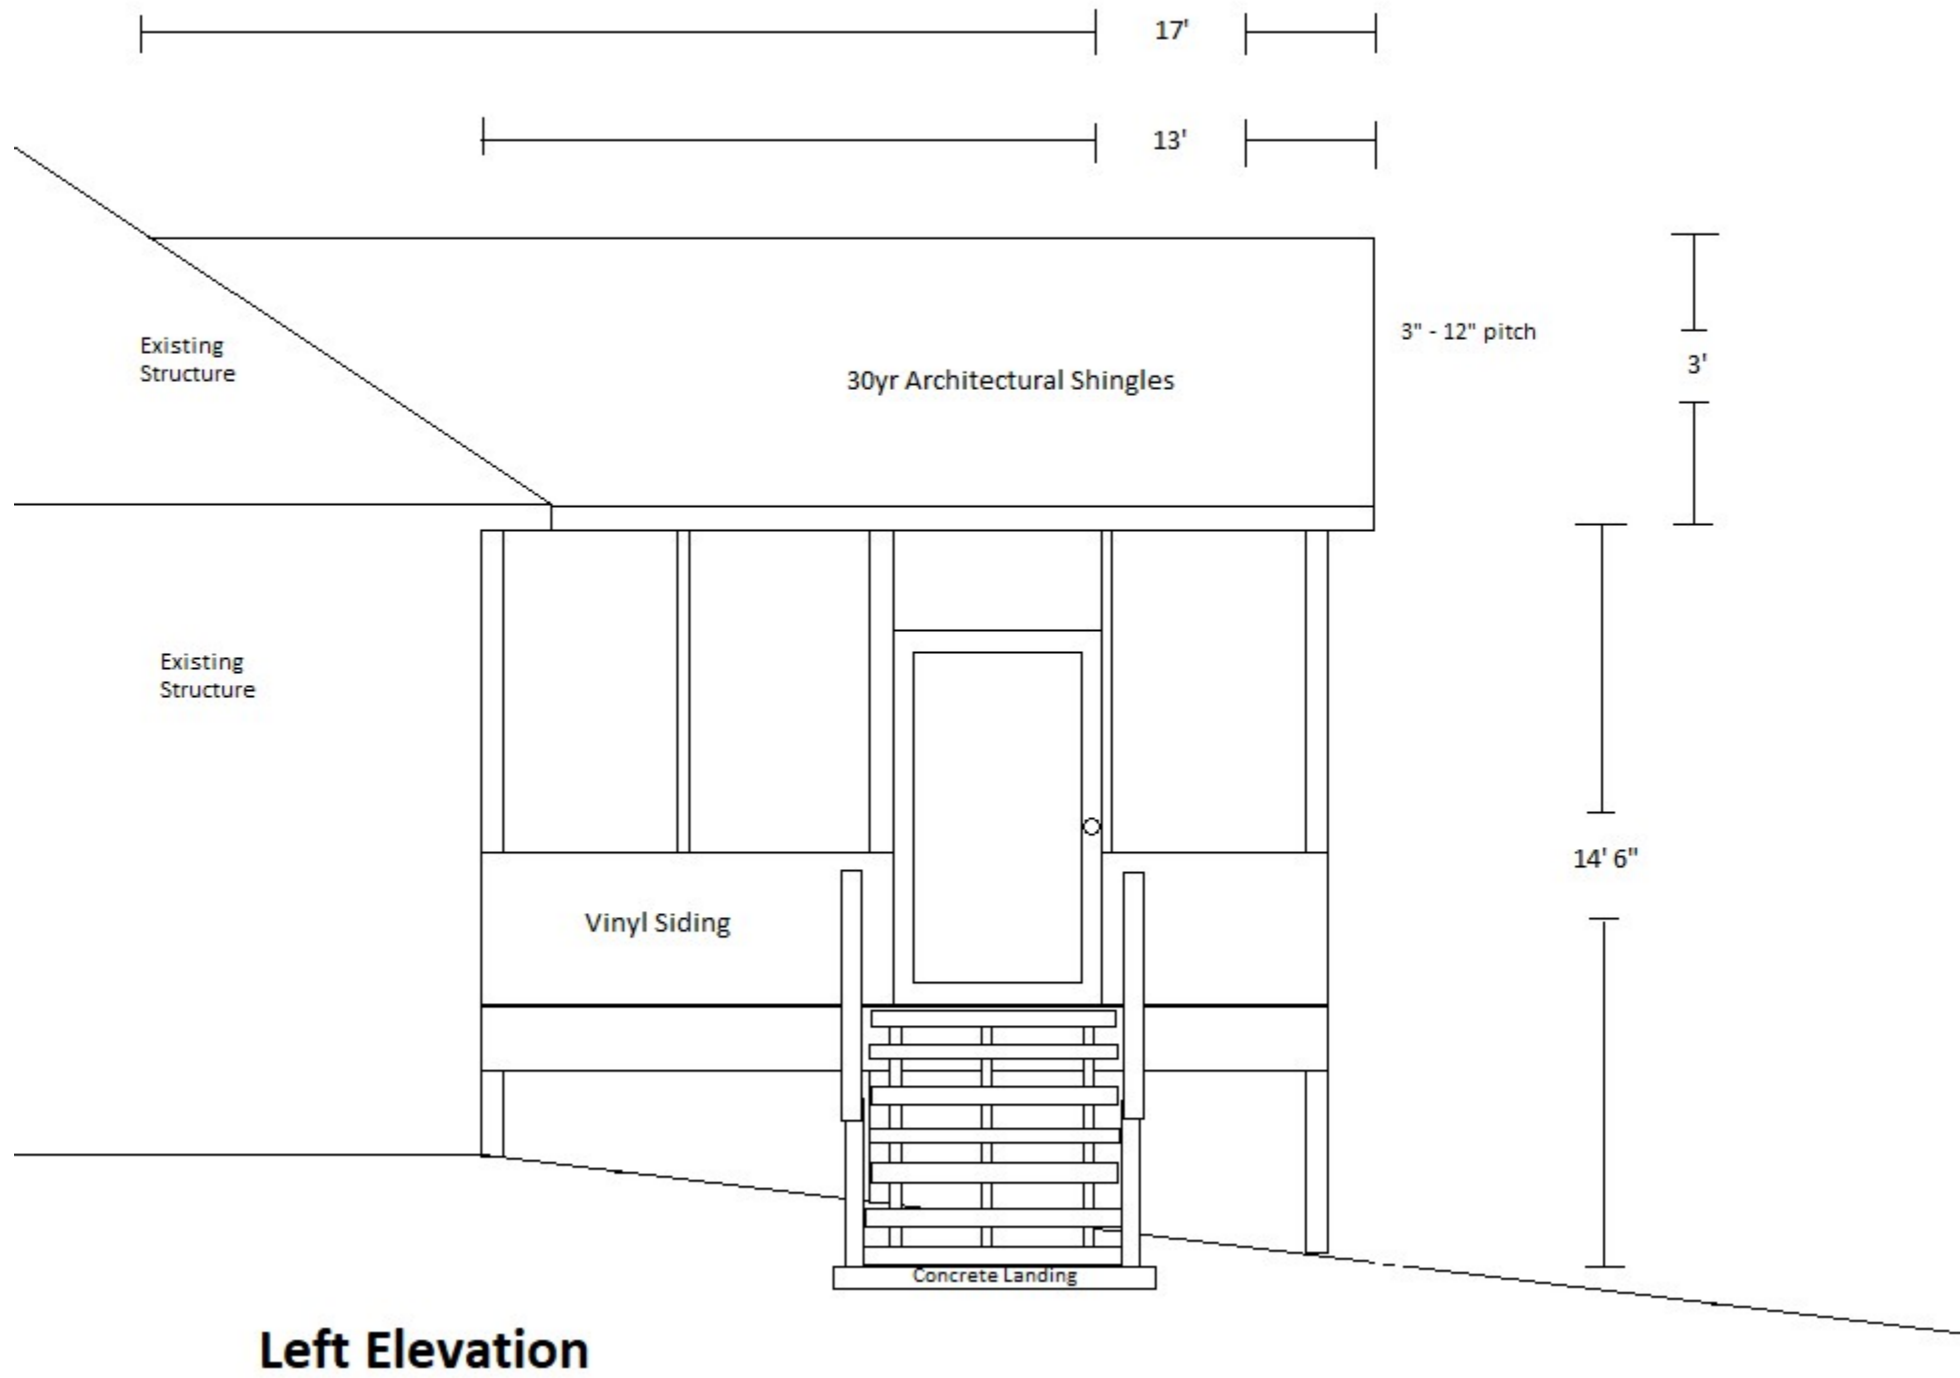 17'
13'
Existing
Structure
30yr Architectural Shingles
3" - 12" pitch
3'
Existing
Structure
14' 6"
Vinyl Siding
Concrete Landing
Left Elevation